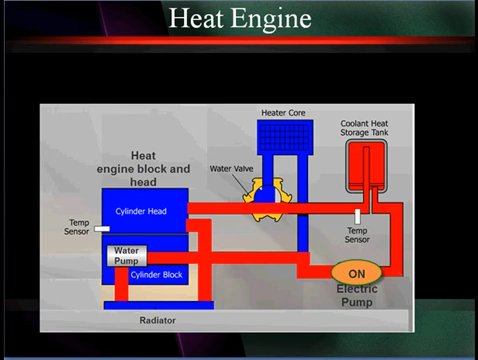 Heat Engine
Heater Core
Coolant Heat
Storage Tank
Heat
engine block and
head
Water Valve
Cylinder Head
Temp
Sensor
Temp
Sensor
Water
Pump
Cylinder Block
ON
Electric
Pump
Radiator